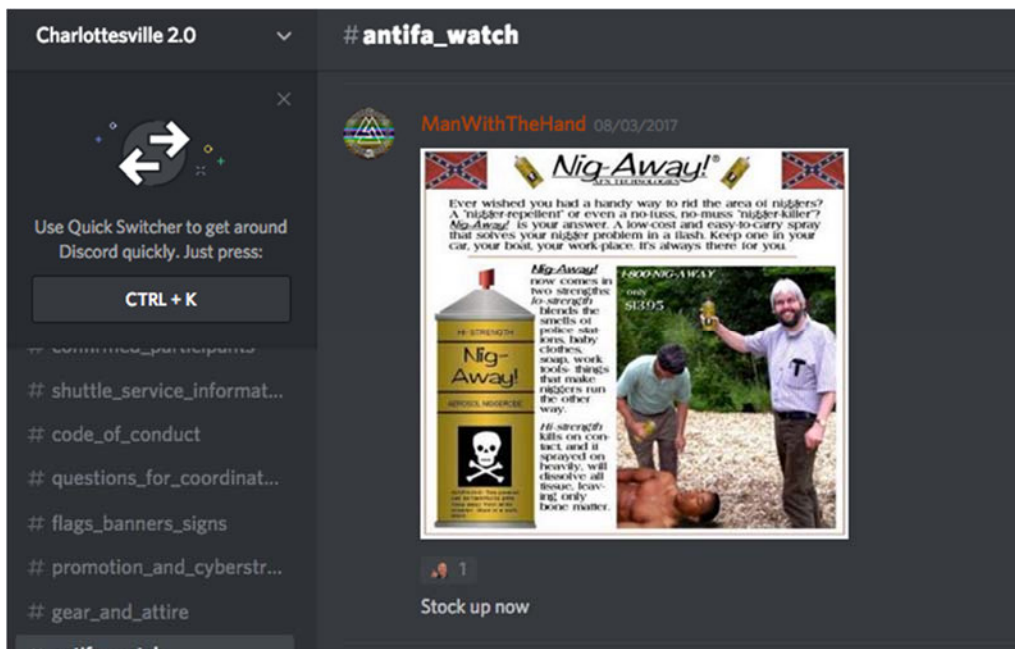 Charlottesville 2.0
#antifa_watch
Use Quick Switcher to get around
Discord quickly. Just press:
CTRL + K
# confirmed_participants
# shuttle_service_informat...
# code_of_conduct
# questions_for_coordinat...
# flags_banners_signs
# promotion_and_cyberstr...
# gear_and_attire
ManWithTheHand 08/03/2017
Nig-Away!®
TECHNOLOGIES
Ever wished you had a handy way to rid the area of niggers?
A "nigger-repellent" or even a no-fuss, no-muss "nigger-killer"?
Nig-Away! is your answer. A low-cost and easy-to-carry spray
that solves your nigger problem in a flash. Keep one in your
car, your boat, your work-place. It's always there for you.
HI-STRENGTH
Nig-
Away!
AEROSOL NIGGERCIDE
Nig-Away!
now comes in
two strengths:
lo-strength
blends the
smells of
police stat-
ions, baby
clothes,
soap, work
tools- things
that make
niggers run
the other
way.
Hi-strength
kills on con-
tact, and if
sprayed on
heavily, will
dissolve all
tissue, leav-
ing only
bone matter.
1-800-NIG-AWAY
only
$13.95
1
Stock up now